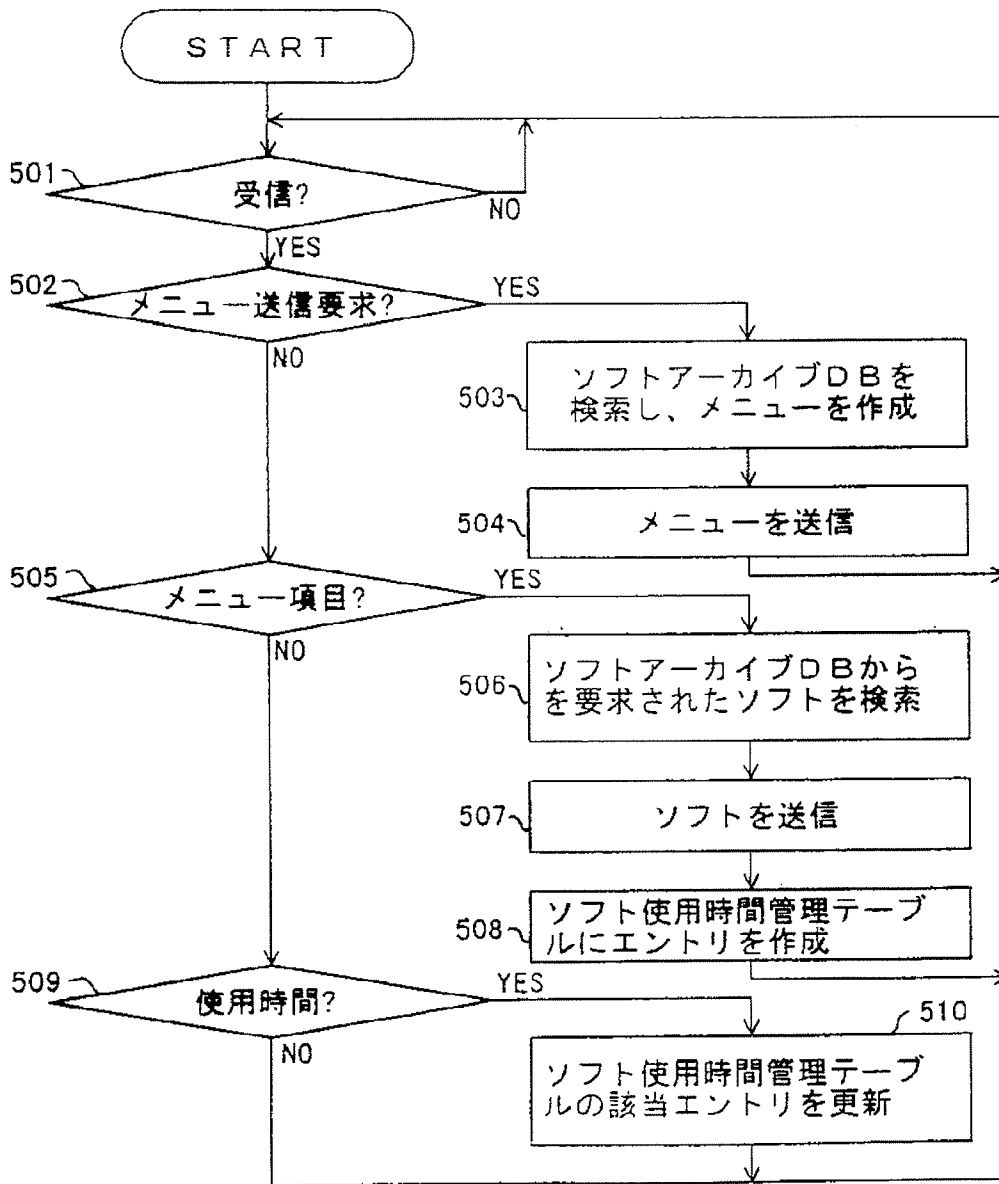 START
501
受信?
NO
YES
502
メニュー送信要求?
YES
NO
503
ソフトアーカイブDBを
検索し、メニューを作成
504
メニューを送信
505
メニュー項目?
YES
NO
506
ソフトアーカイブDBから
を要求されたソフトを検索
507
ソフトを送信
508
ソフト使用時間管理テーブ
ルにエントリを作成
509
使用時間?
YES
NO
510
ソフト使用時間管理テーブ
ルの該当エントリを更新